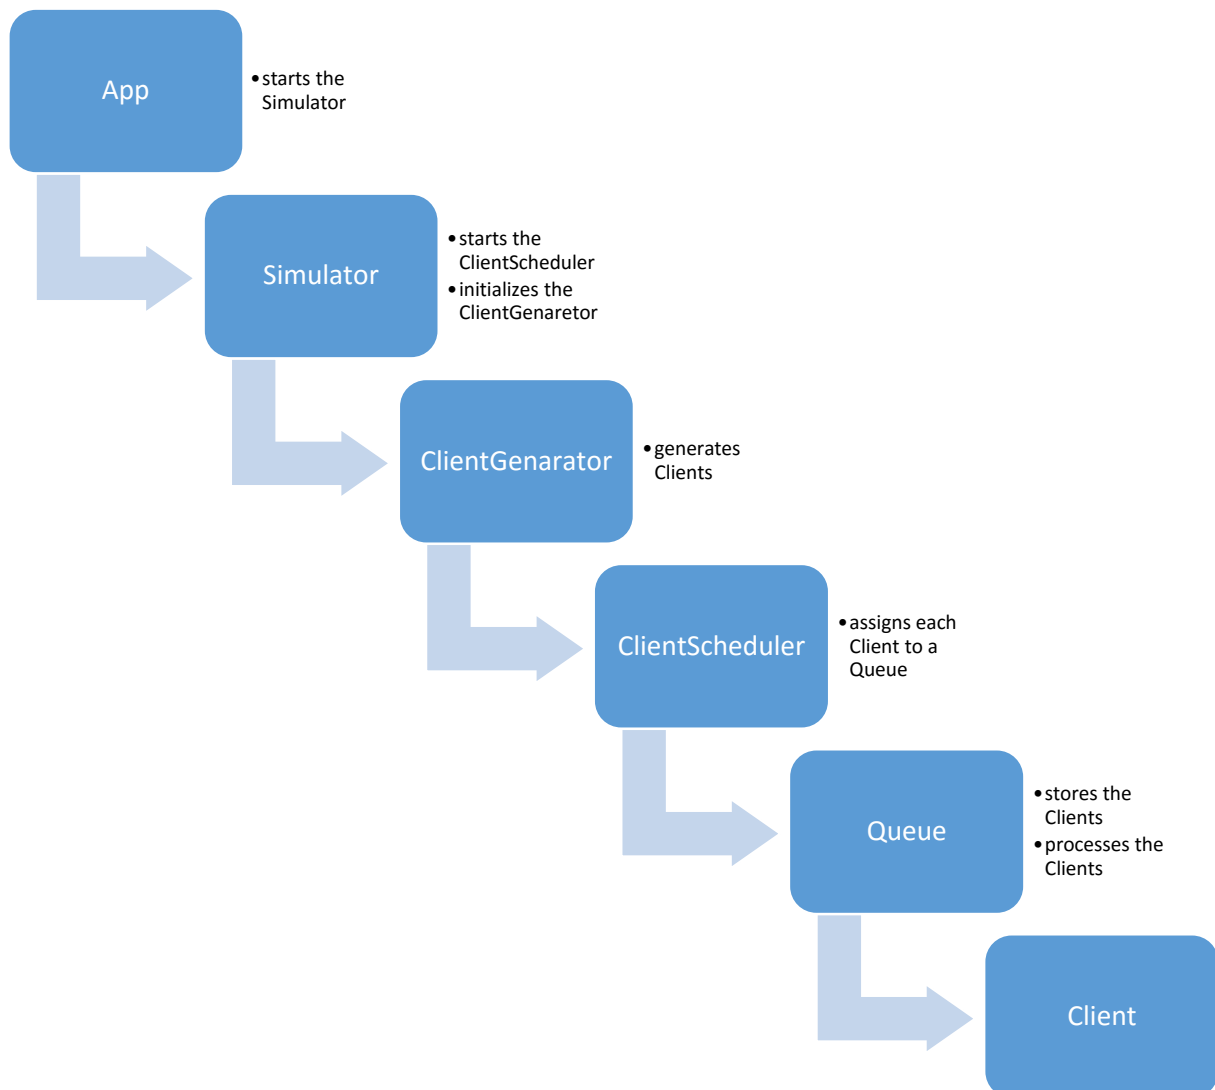 App
•starts the
Simulator
Simulator
•starts the
ClientScheduler
•initializes the
ClientGenaretor
ClientGenarator
•generates
Clients
ClientScheduler
•assigns each
Client to a
Queue
Queue
•stores the
Clients
•processes the
Clients
Client